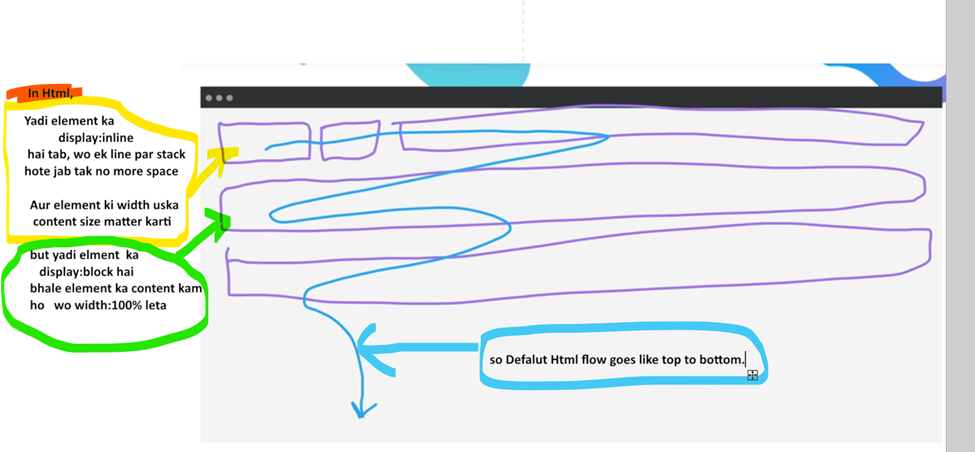 In Html,
Yadi element ka
display:inline
hai tab, wo ek line par stack
hote jab tak no more space
Aur element ki width uska
content size matter karti
but yadi elment ka
display:block hai
bhale element ka content kam
ho wo width:100% leta
so Defalut Html flow goes like top to bottom.